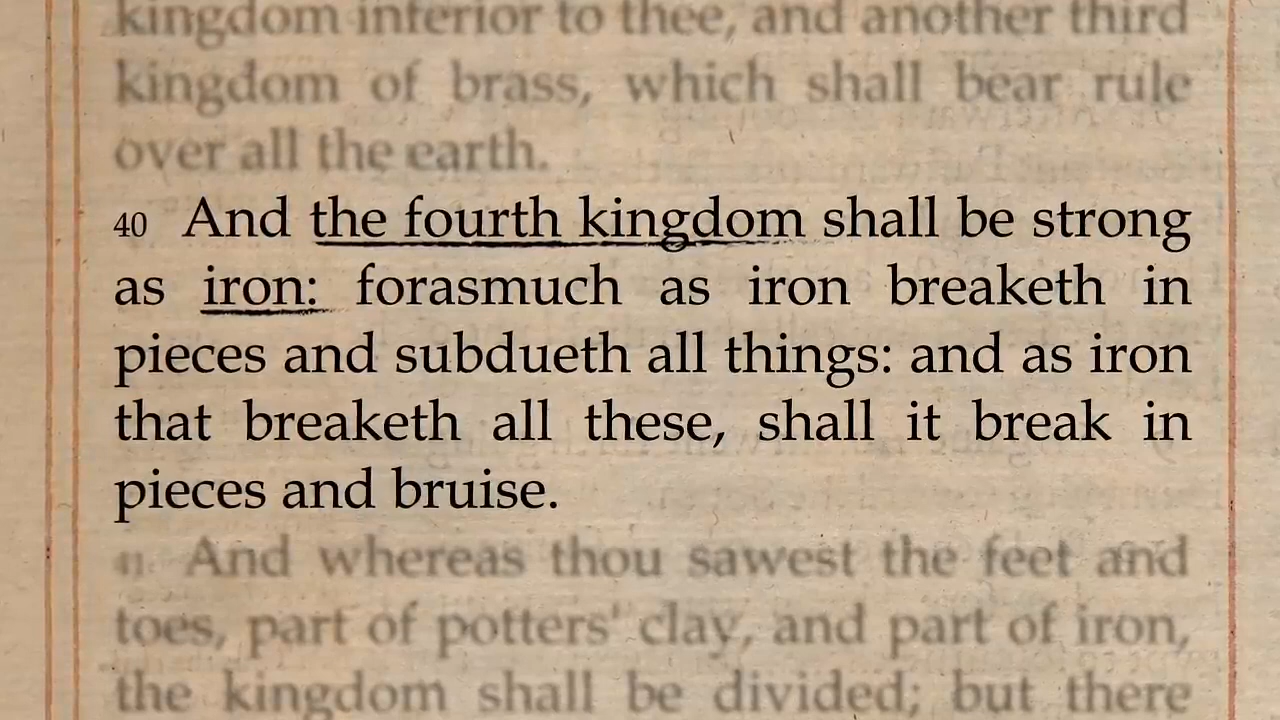 kingdom inferior to thee, and another third
kingdom of brass, which shall bear rule
over all the earth.
40 And the fourth kingdom shall be strong
as iron: forasmuch as iron breaketh in
pieces and subdueth all things: and as iron
that breaketh all these, shall it break in
pieces and bruise.
41 And whereas thou sawest the feet and
toes, part of potters' clay, and part of iron,
the kingdom shall be divided; but there